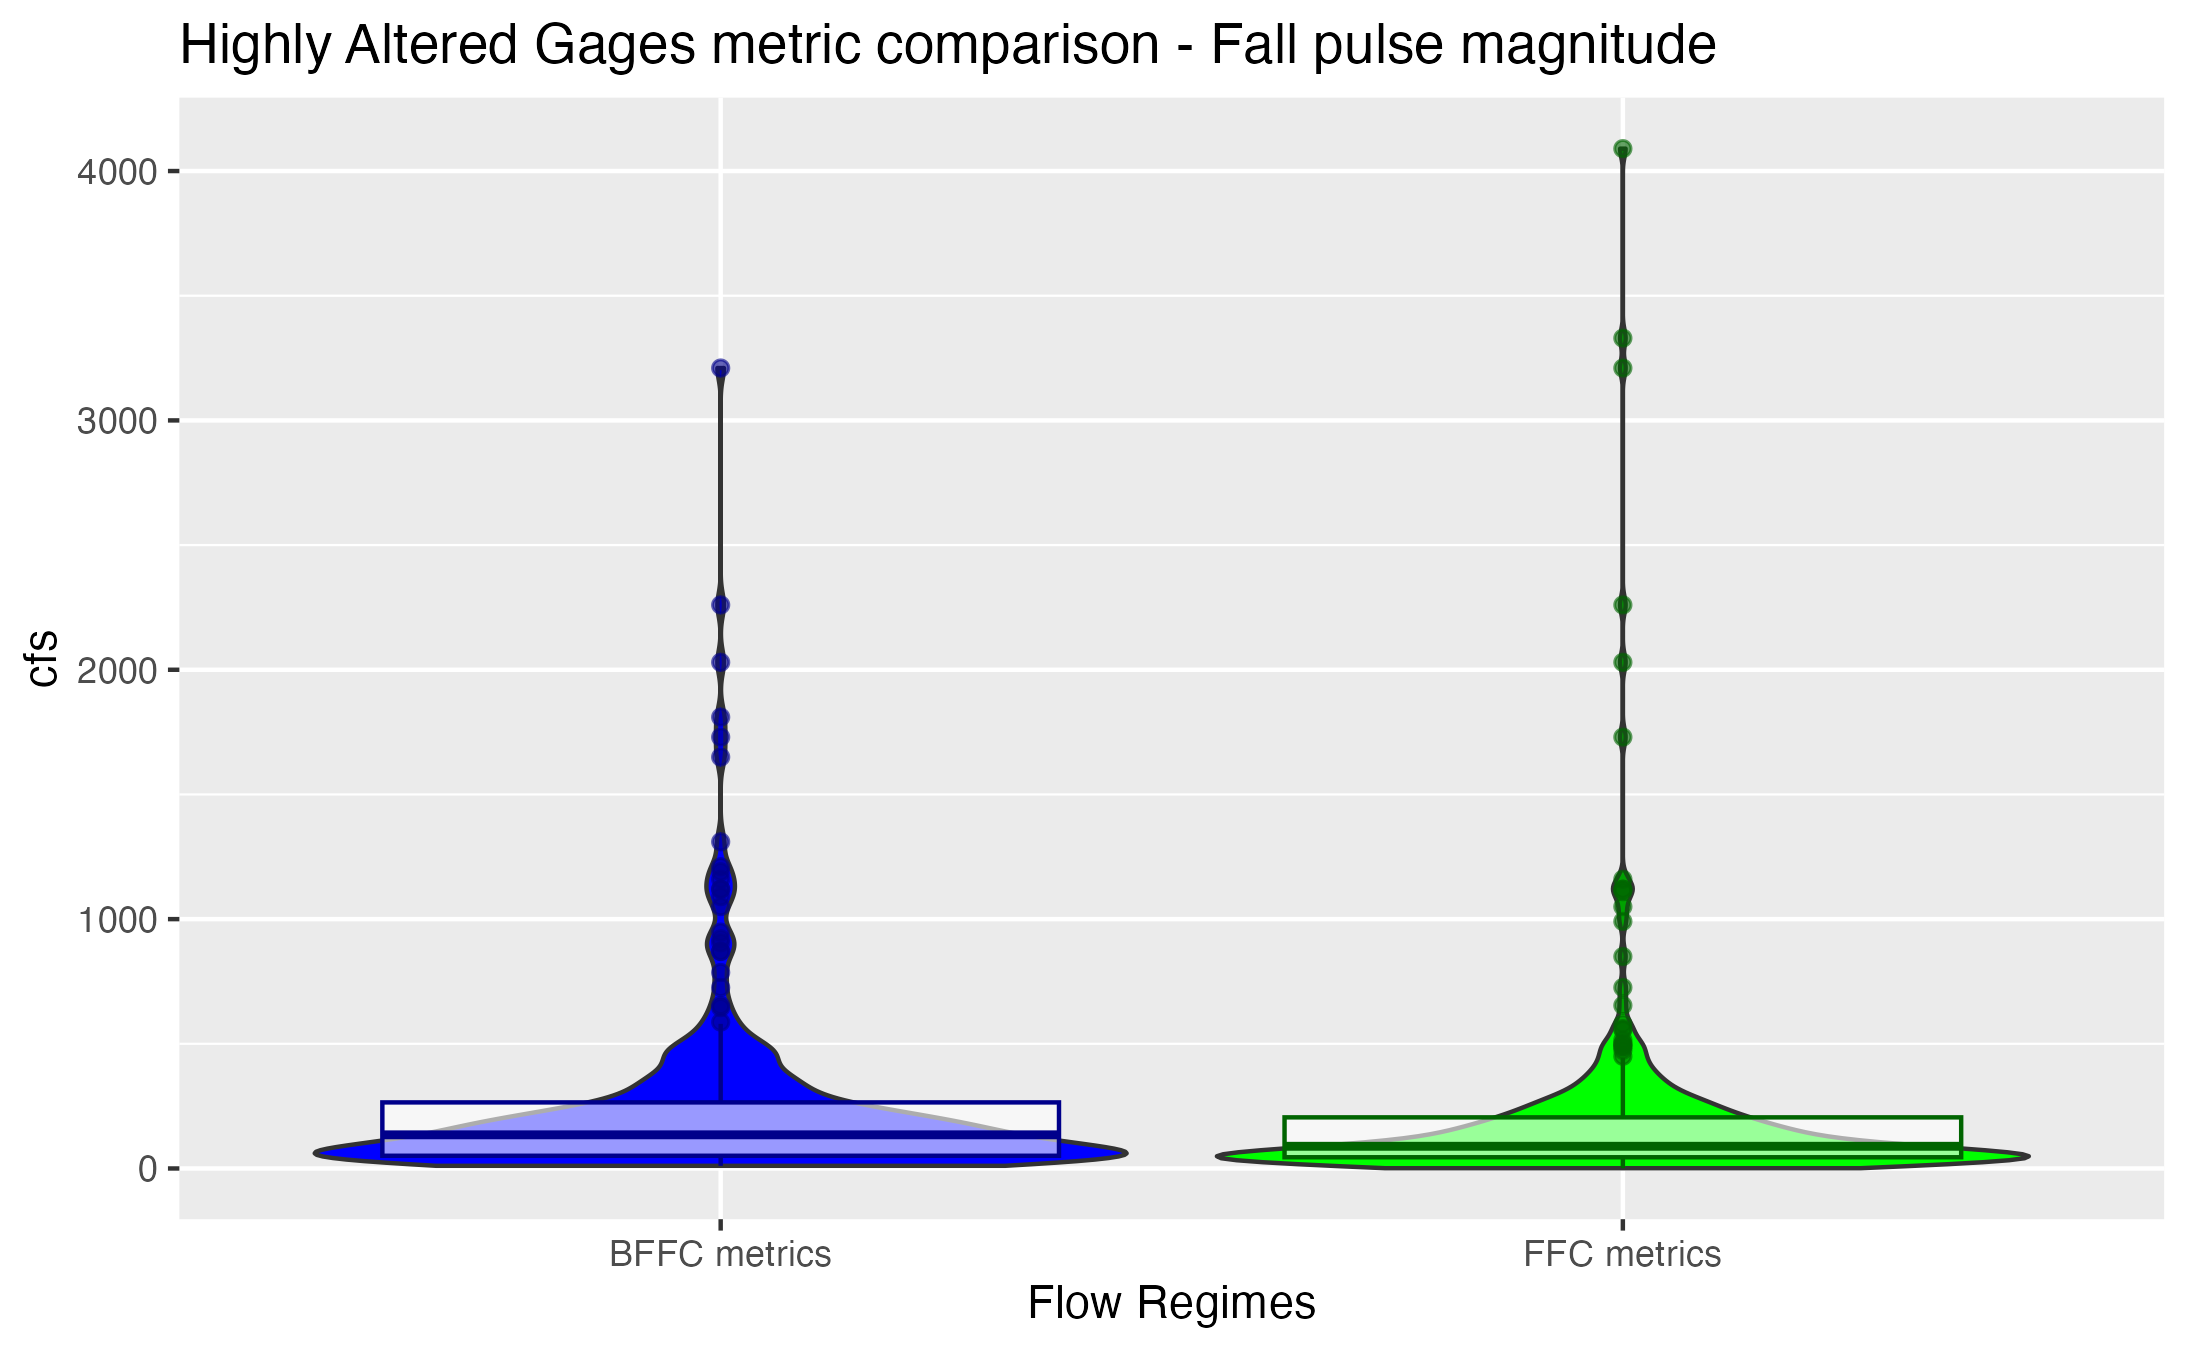 Highly Altered Gages metric comparison - Fall pulse magnitude
4000
3000
2000
1000
0
cfs
BFFC metrics
FFC metrics
Flow Regimes